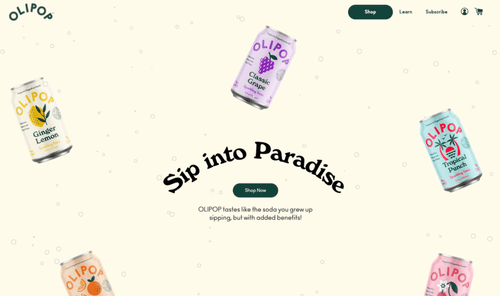 OLIPOP
Shop
Learn
Subscribe
OLIPOP
Classic
Grape
OLIPOP
Ginger
Lemon
OLIPOP
Tropical
Punch
Sip into Paradise
Shop Now
OLIPOP tastes like the soda you grew up
sipping, but with added benefits!
OLIPOP
OLIPOP